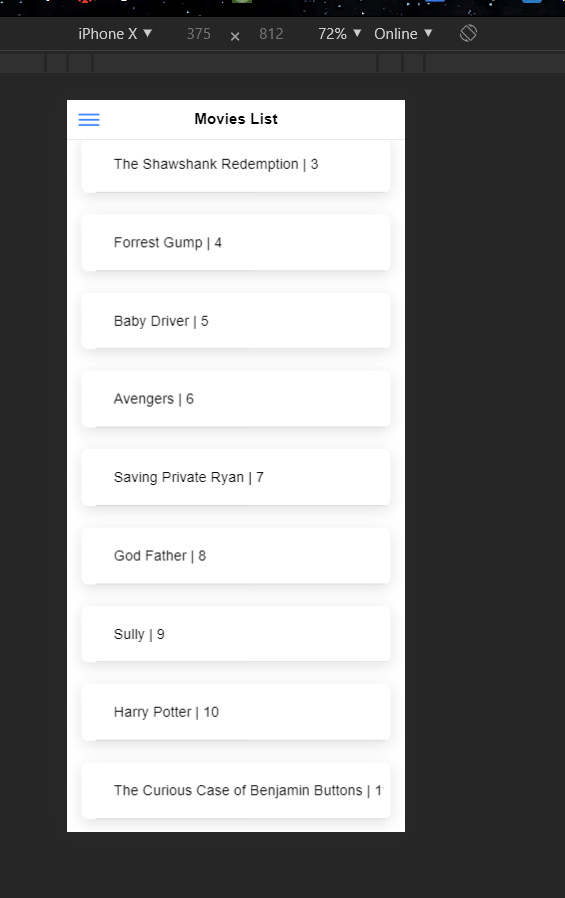 iPhone X ▼ 375 × 812 72% ▼ Online ▼
Movies List
The Shawshank Redemption | 3
Forrest Gump | 4
Baby Driver | 5
Avengers | 6
Saving Private Ryan | 7
God Father | 8
Sully | 9
Harry Potter | 10
The Curious Case of Benjamin Buttons | 1